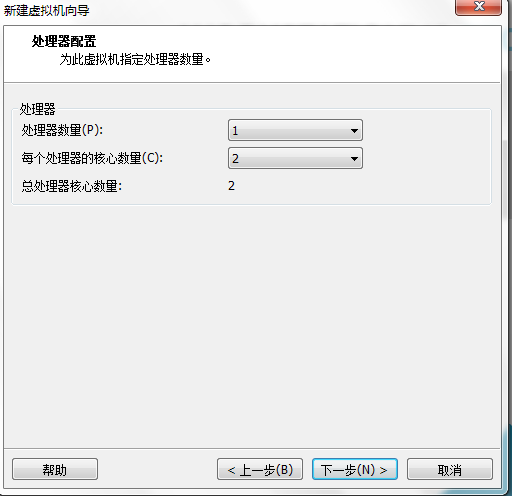 新建虚拟机向导
处理器配置
为此虚拟机指定处理器数量。
处理器
处理器数量(P):
1
每个处理器的核心数量(C):
2
总处理器核心数量:
2
帮助
< 上一步(B)
下一步(N) >
取消